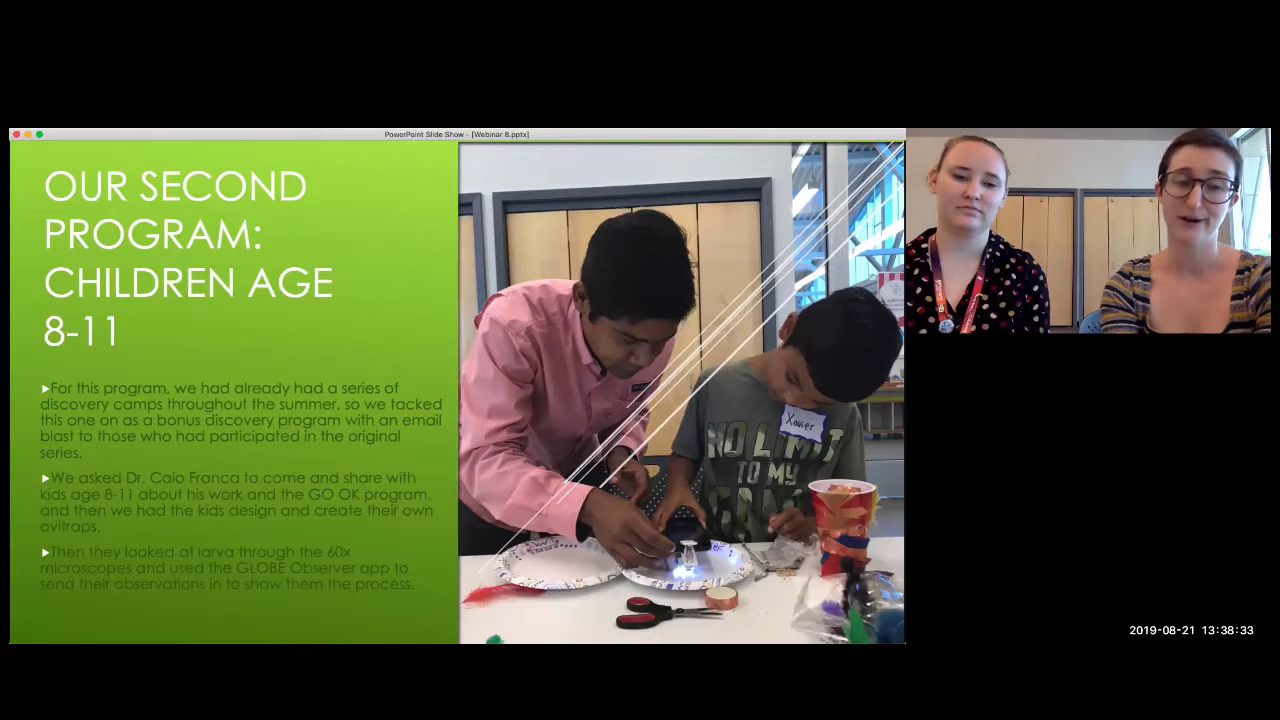 PowerPoint Slide Show - [Webinar 8.pptx]
OUR SECOND
PROGRAM:
CHILDREN AGE
8-11
For this program, we had already had a series of
discovery camps throughout the summer, so we tacked
this one on as a bonus discovery program with an email
blast to those who had participated in the original
series.
We asked Dr. Caio Franca to come and share with
kids age 8-11 about his work and the GO OK program,
and then we had the kids design and create their own
ovitraps.
Then they looked at larva through the 60x
microscopes and used the GLOBE Observer app to
send their observations in to show them the process.
Xavier
NO LIMIT
TO MY
2019-08-21 13:38:33